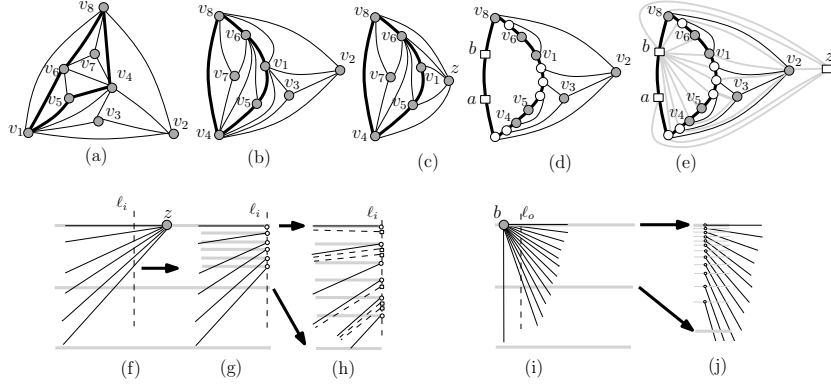 v8 v6 v7 v4 v5 v3 v1 v2
(a)
v8 v6 v2 v1 v7 v3 v5 v4
(b)
v8 v6 v1 z v7 v5 v4
(c)
v8 v6 b v1 v2 v3 a v5 v4
(d)
v8 v6 b v1 v2 z v3 a v5 v4
(e)
ℓi z
(f)
ℓi
(g)
ℓi
(h)
b ℓo
(i)
(j)